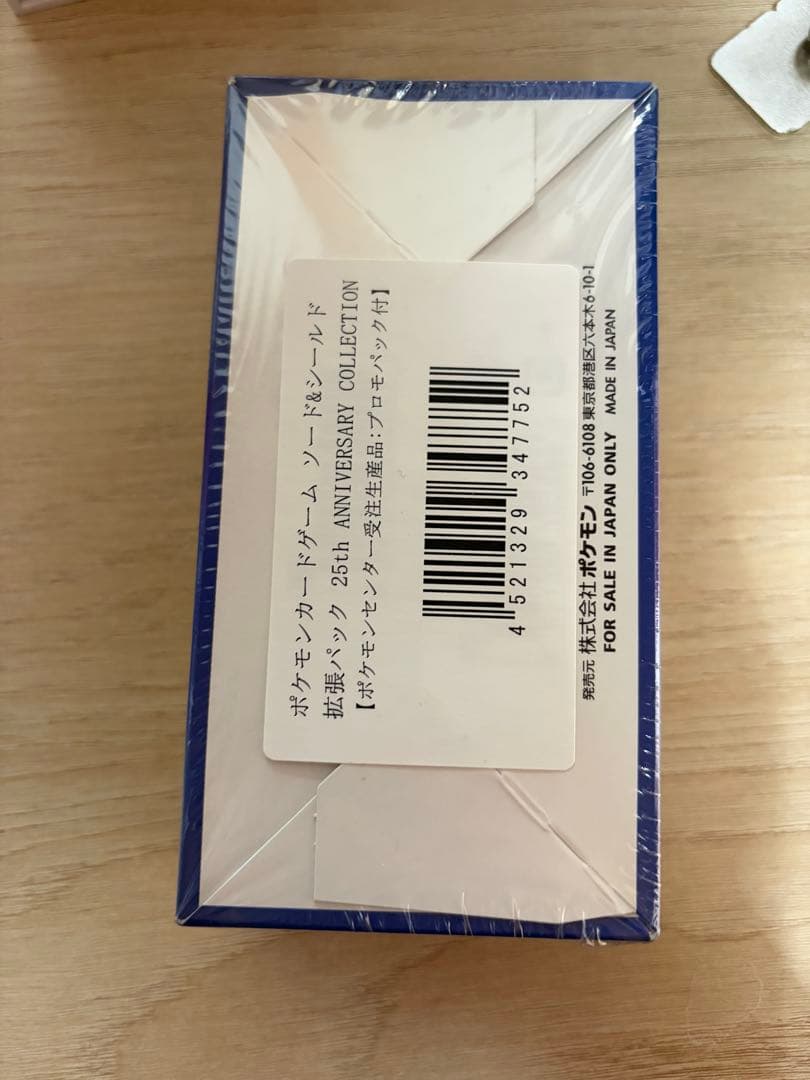 ポケモンカードゲーム ソード&シールド
拡張パック 25th ANNIVERSARY COLLECTION
【ポケモンセンター受注生産品:プロモパック付】
4 521329 347752
発売元 株式会社ポケモン 〒106-6108 東京都港区六本木6-10-1
FOR SALE IN JAPAN ONLY MADE IN JAPAN